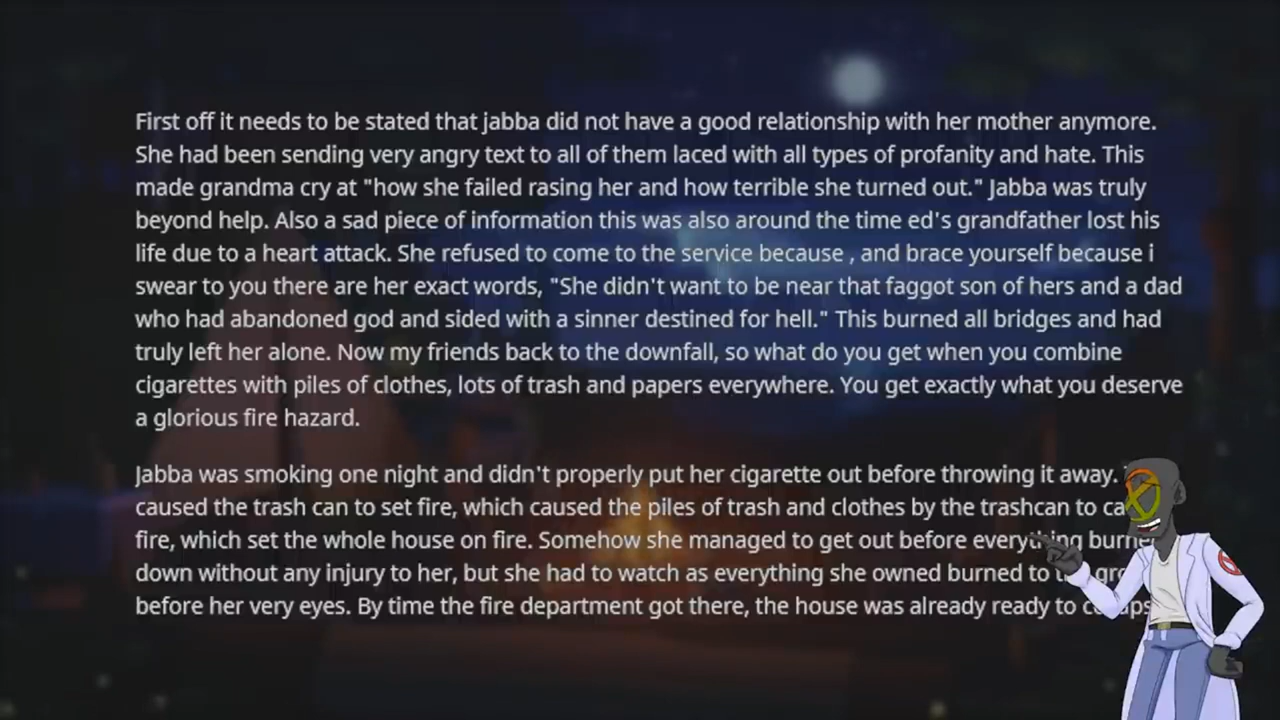 First off it needs to be stated that jabba did not have a good relationship with her mother anymore.
She had been sending very angry text to all of them laced with all types of profanity and hate. This
made grandma cry at "how she failed rasing her and how terrible she turned out." Jabba was truly
beyond help. Also a sad piece of information this was also around the time ed's grandfather lost his
life due to a heart attack. She refused to come to the service because , and brace yourself because i
swear to you there are her exact words, "She didn't want to be near that faggot son of hers and a dad
who had abandoned god and sided with a sinner destined for hell." This burned all bridges and had
truly left her alone. Now my friends back to the downfall, so what do you get when you combine
cigarettes with piles of clothes, lots of trash and papers everywhere. You get exactly what you deserve
a glorious fire hazard.
Jabba was smoking one night and didn't properly put her cigarette out before throwing it away.
caused the trash can to set fire, which caused the piles of trash and clothes by the trashcan to
fire, which set the whole house on fire. Somehow she managed to get out before everything
down without any injury to her, but she had to watch as everything she owned burned to
before her very eyes. By time the fire department got there, the house was already ready to